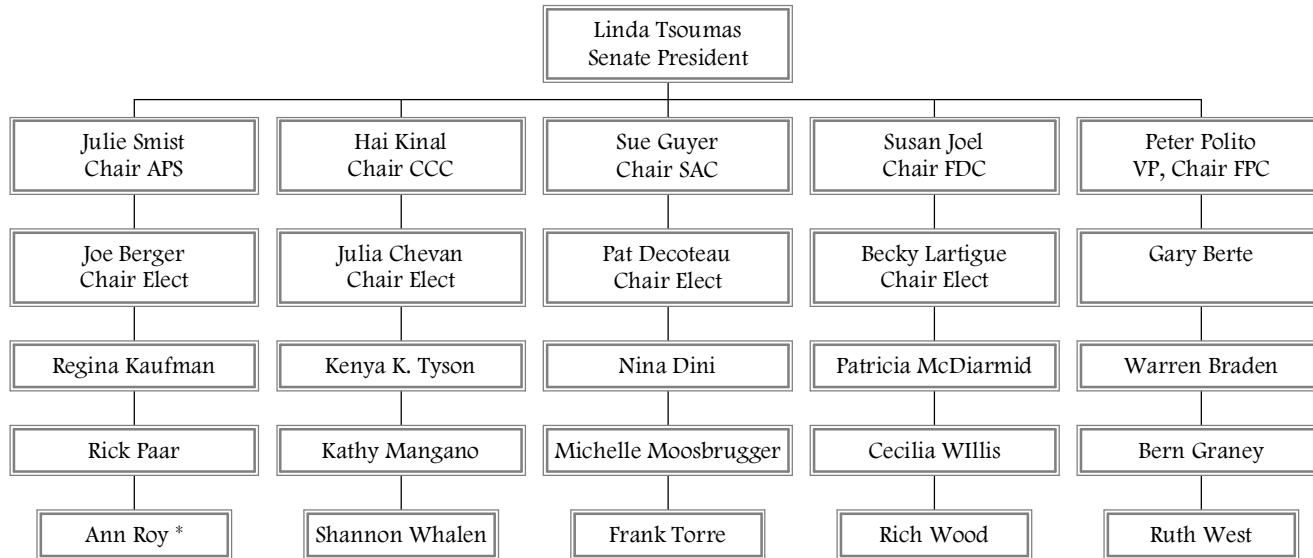 Linda Tsoumas
Senate President
Julie Smist
Chair APS
Hai Kinal
Chair CCC
Sue Guyer
Chair SAC
Susan Joel
Chair FDC
Peter Polito
VP, Chair FPC
Joe Berger
Chair Elect
Julia Chevan
Chair Elect
Pat Decoteau
Chair Elect
Becky Lartigue
Chair Elect
Gary Berte
Regina Kaufman
Kenya K. Tyson
Nina Dini
Patricia McDiarmid
Warren Braden
Rick Paar
Kathy Mangano
Michelle Moosbrugger
Cecilia WIllis
Bern Graney
Ann Roy *
Shannon Whalen
Frank Torre
Rich Wood
Ruth West